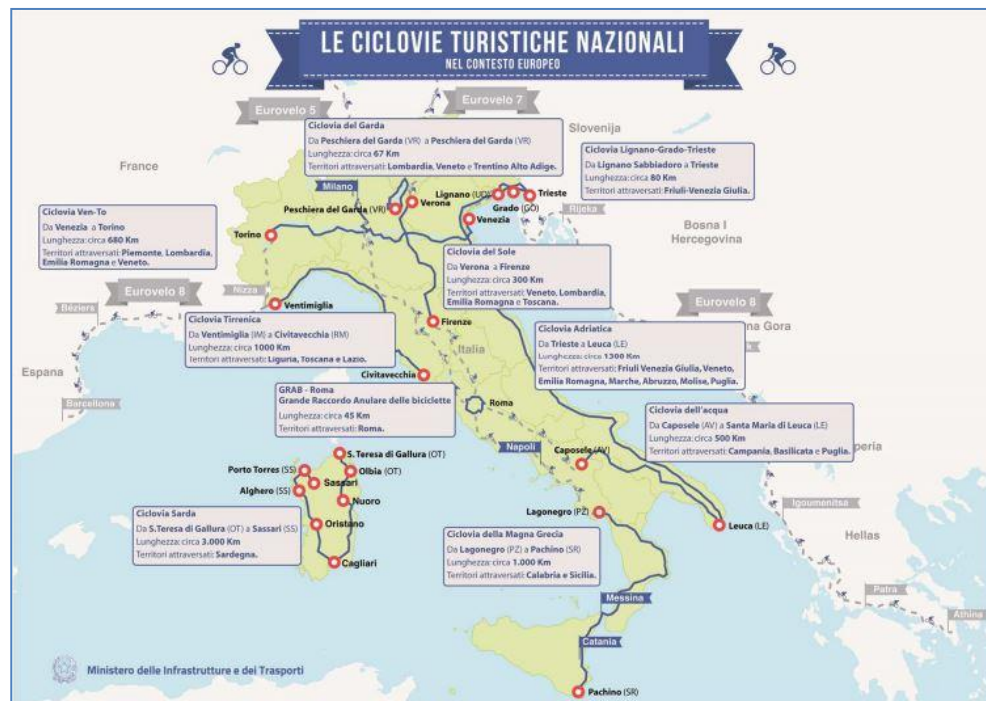 LE CICLOVIE TURISTICHE NAZIONALI
NEL CONTESTO EUROPEO
Eurovelo 5
Eurovelo 7
France
Slovenija
Ciclovia del Garda
Da Peschiera del Garda (VR) a Peschiera del Garda (VR)
Lunghezza: circa 67 Km
Territori attraversati: Lombardia, Veneto e Trentino Alto Adige.
Ciclovia Lignano-Grado-Trieste
Da Lignano Sabbiadoro a Trieste
Lunghezza: circa 80 Km
Territori attraversati: Friuli-Venezia Giulia.
Milano
Lignano (UD)
Trieste
Peschiera del Garda (VR)
Verona
Grado (GO)
Venezia
Rijeka
Bosna I
Hercegovina
Ciclovia Ven-To
Da Venezia a Torino
Lunghezza: circa 680 Km
Territori attraversati: Piemonte, Lombardia,
Emilia Romagna e Veneto.
Torino
Ciclovia del Sole
Da Verona a Firenze
Lunghezza: circa 300 Km
Territori attraversati: Veneto, Lombardia,
Emilia Romagna e Toscana.
Eurovelo 8
Nizza
Béziers
Ventimiglia
Eurovelo 8
na Gora
Ciclovia Tirrenica
Da Ventimiglia (IM) a Civitavecchia (RM)
Lunghezza: circa 1000 Km
Territori attraversati: Liguria, Toscana e Lazio.
Firenze
Italia
Ciclovia Adriatica
Da Trieste a Leuca (LE)
Lunghezza: circa 1300 Km
Territori attraversati: Friuli Venezia Giulia, Veneto,
Emilia Romagna, Marche, Abruzzo, Molise, Puglia.
Espana
Barcellona
Civitavecchia
GRAB - Roma
Grande Raccordo Anulare delle biciclette
Lunghezza: circa 45 Km
Territori attraversati: Roma.
Roma
Ciclovia dell'acqua
Da Caposele (AV) a Santa Maria di Leuca (LE)
Lunghezza: circa 500 Km
Territori attraversati: Campania, Basilicata e Puglia.
Napoli
Caposele (AV)
S.Teresa di Gallura (OT)
Porto Torres (SS)
Olbia (OT)
Sassari
Alghero (SS)
Nuoro
Oristano
Cagliari
Igoumenitsa
Lagonegro (PZ)
Leuca (LE)
Hellas
Ciclovia Sarda
Da S.Teresa di Gallura (OT) a Sassari (SS)
Lunghezza: circa 3.000 Km
Territori attraversati: Sardegna.
Ciclovia della Magna Grecia
Da Lagonegro (PZ) a Pachino (SR)
Lunghezza: circa 1.000 Km
Territori attraversati: Calabria e Sicilia.
Patra
Athina
Messina
Catania
Pachino (SR)
Ministero delle Infrastrutture e dei Trasporti